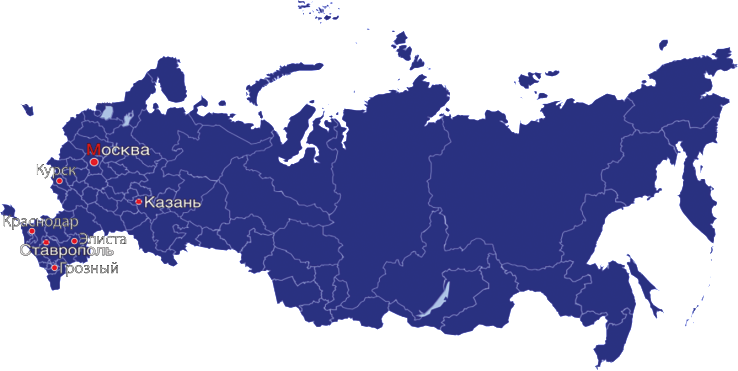 Москва
Курск
Казань
Краснодар
Элиста
Ставрополь
Грозный